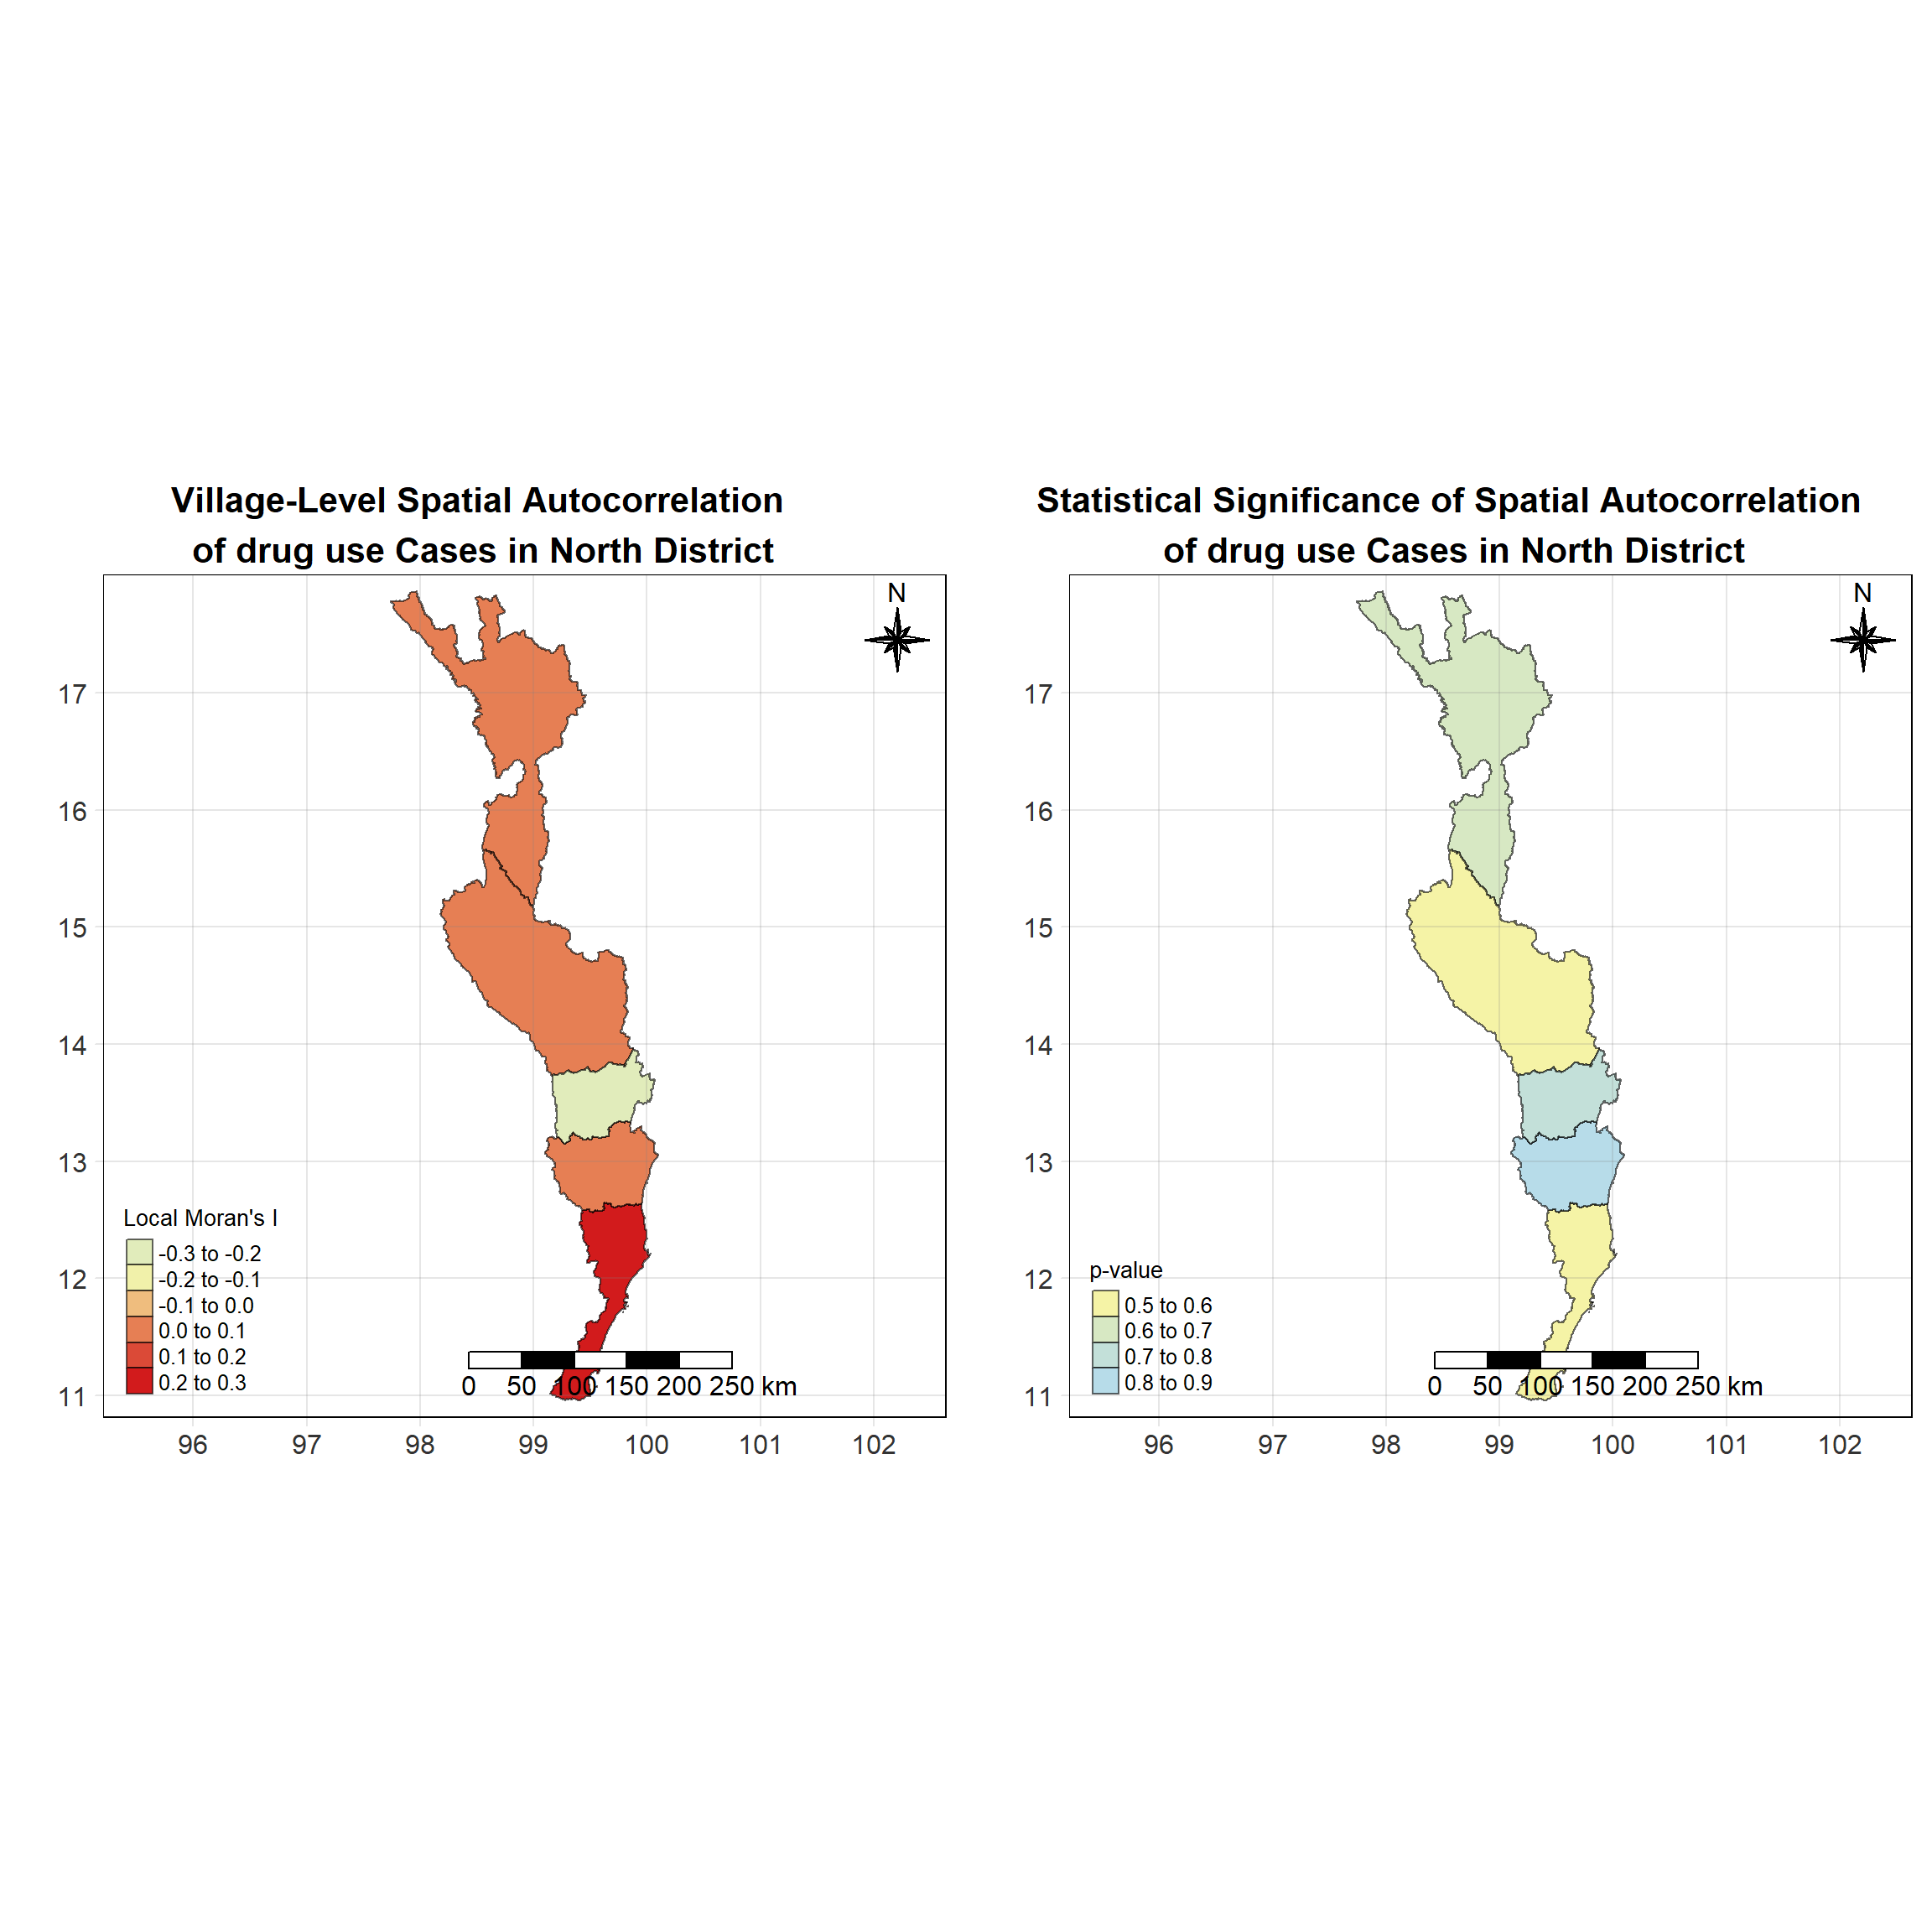 Village-Level Spatial Autocorrelation
of drug use Cases in North District
N
17
16
15
14
13
12
11
Local Moran's I
-0.3 to -0.2
-0.2 to -0.1
-0.1 to 0.0
0.0 to 0.1
0.1 to 0.2
0.2 to 0.3
0 50 100 150 200 250 km
96 97 98 99 100 101 102
Statistical Significance of Spatial Autocorrelation
of drug use Cases in North District
N
17
16
15
14
13
12
11
p-value
0.5 to 0.6
0.6 to 0.7
0.7 to 0.8
0.8 to 0.9
0 50 100 150 200 250 km
96 97 98 99 100 101 102